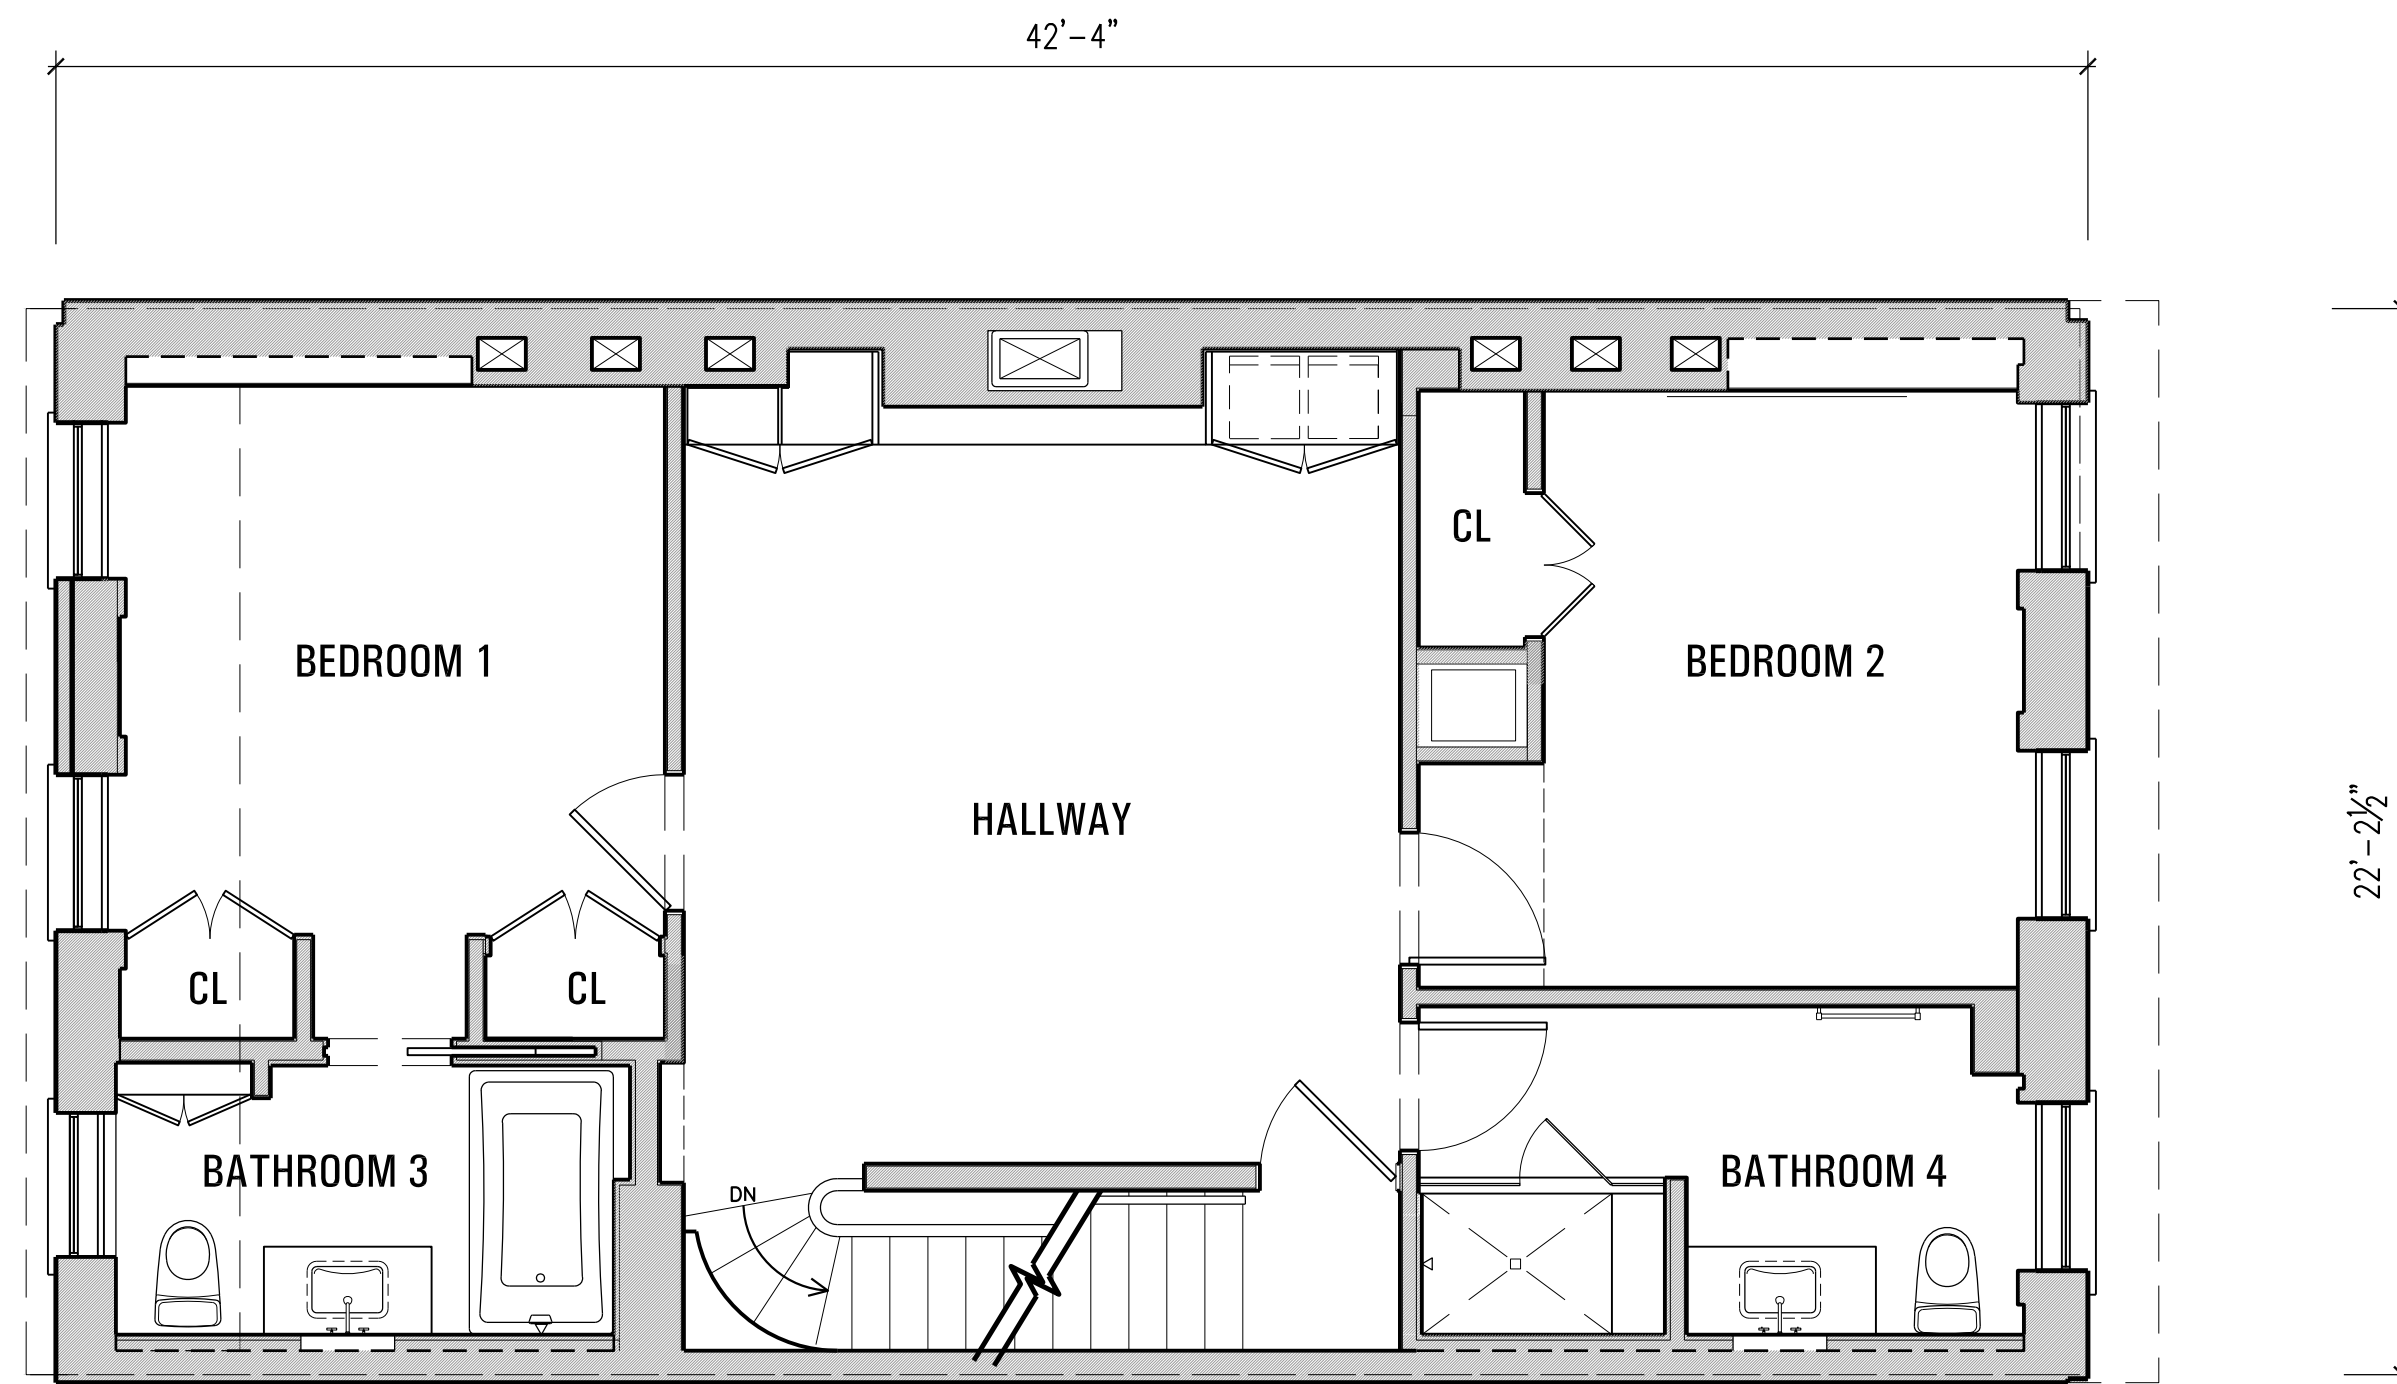 42'-4"
CL
BEDROOM 1
BEDROOM 2
HALLWAY
22'-2½"
CL
CL
BATHROOM 3
DN
BATHROOM 4